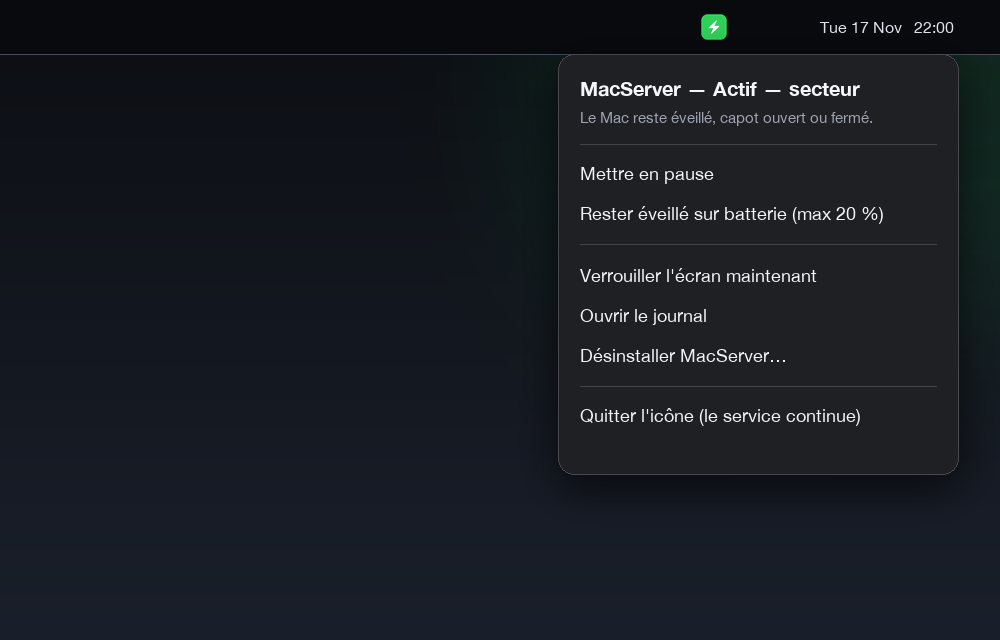 Tue 17 Nov 22:00
MacServer — Actif — secteur
Le Mac reste éveillé, capot ouvert ou fermé.
Mettre en pause
Rester éveillé sur batterie (max 20 %)
Verrouiller l'écran maintenant
Ouvrir le journal
Désinstaller MacServer…
Quitter l'icône (le service continue)